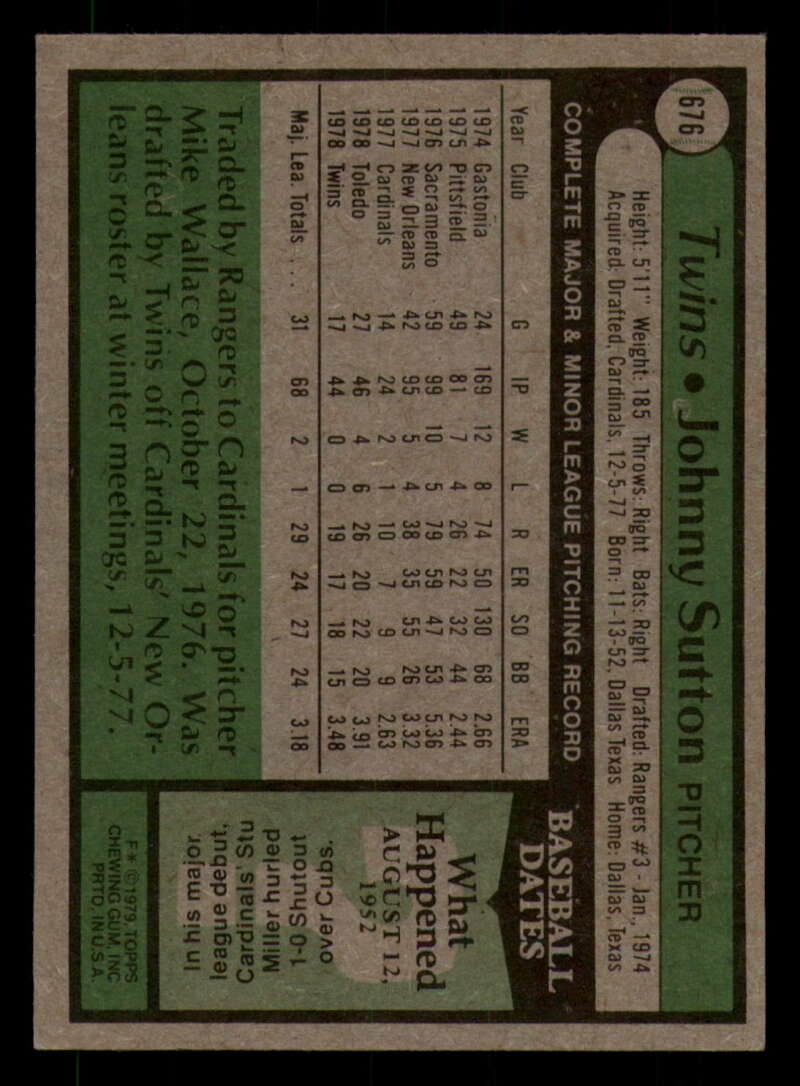 676
Twins • Johnny Sutton PITCHER
Height: 5'11" Weight: 185 Throws: Right Bats: Right Drafted: Rangers #3 - Jan., 1974
Acquired: Drafted, Cardinals, 12-5-77 Born: 11-13-52, Dallas Texas Home: Dallas, Texas
COMPLETE MAJOR & MINOR LEAGUE PITCHING RECORD
Year Club G IP W L R ER SO BB ERA
1974 Gastonia 24 169 12 8 74 50 130 68 2.66
1975 Pittsfield 49 81 7 4 26 22 32 44 2.44
1976 Sacramento 59 99 10 5 79 59 47 53 5.36
1977 New Orleans 42 95 5 4 38 35 55 26 3.32
1977 Cardinals 14 24 2 1 10 7 9 9 2.63
1978 Toledo 27 46 4 6 26 20 22 20 3.91
1978 Twins 17 44 0 0 19 17 18 15 3.48
Maj. Lea. Totals . . . 31 68 2 1 29 24 27 24 3.18
Traded by Rangers to Cardinals for pitcher
Mike Wallace, October 22, 1976. Was
drafted by Twins off Cardinals' New Or-
leans roster at winter meetings, 12-5-77.
BASEBALL
DATES
What
Happened
AUGUST 12,
1952
In his major
league debut,
Cardinals Stu
Miller hurled
1-0 Shutout
over Cubs.
F* © 1979 TOPPS
CHEWING GUM, INC
PRTD. IN U.S.A.